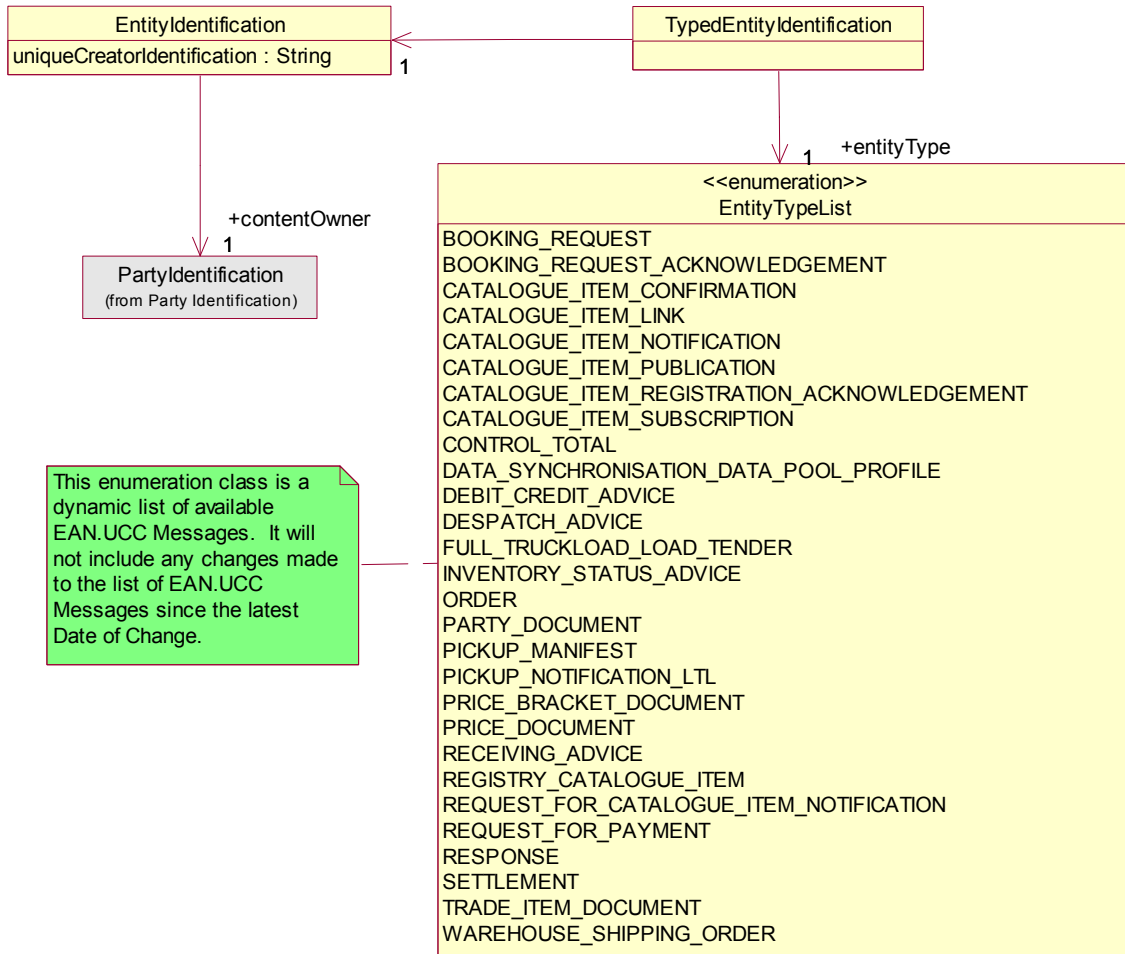 EntityIdentification
uniqueCreatorIdentification : String
TypedEntityIdentification
1
+contentOwner
1
PartyIdentification
(from Party Identification)
+entityType
1
<<enumeration>>
EntityTypeList
BOOKING_REQUEST
BOOKING_REQUEST_ACKNOWLEDGEMENT
CATALOGUE_ITEM_CONFIRMATION
CATALOGUE_ITEM_LINK
CATALOGUE_ITEM_NOTIFICATION
CATALOGUE_ITEM_PUBLICATION
CATALOGUE_ITEM_REGISTRATION_ACKNOWLEDGEMENT
CATALOGUE_ITEM_SUBSCRIPTION
CONTROL_TOTAL
DATA_SYNCHRONISATION_DATA_POOL_PROFILE
DEBIT_CREDIT_ADVICE
DESPATCH_ADVICE
FULL_TRUCKLOAD_LOAD_TENDER
INVENTORY_STATUS_ADVICE
ORDER
PARTY_DOCUMENT
PICKUP_MANIFEST
PICKUP_NOTIFICATION_LTL
PRICE_BRACKET_DOCUMENT
PRICE_DOCUMENT
RECEIVING_ADVICE
REGISTRY_CATALOGUE_ITEM
REQUEST_FOR_CATALOGUE_ITEM_NOTIFICATION
REQUEST_FOR_PAYMENT
RESPONSE
SETTLEMENT
TRADE_ITEM_DOCUMENT
WAREHOUSE_SHIPPING_ORDER
This enumeration class is a
dynamic list of available
EAN.UCC Messages. It will
not include any changes made
to the list of EAN.UCC
Messages since the latest
Date of Change.